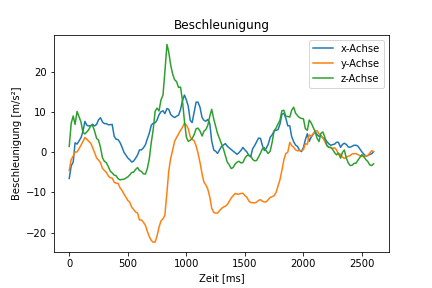 Beschleunigung
x-Achse
y-Achse
z-Achse
Beschleunigung [m/s²]
20
10
0
−10
−20
0 500 1000 1500 2000 2500
Zeit [ms]